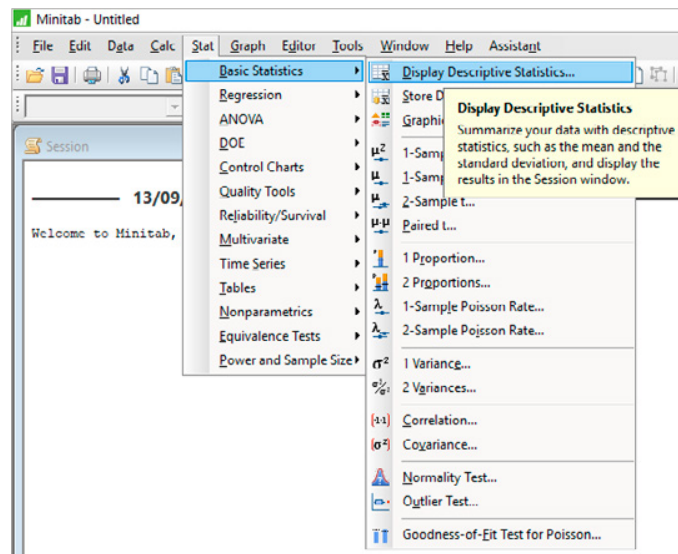 Minitab - Untitled
File Edit Data Calc Stat Graph Editor Tools Window Help Assistant
Basic Statistics
Regression
ANOVA
DOE
Control Charts
Quality Tools
Reliability/Survival
Multivariate
Time Series
Tables
Nonparametrics
Equivalence Tests
Power and Sample Size
Display Descriptive Statistics...
Store D
Graphi
μ² 1-Samp
μ 1-Samp
μ 2-Sample t...
μ-μ Paired t...
1 Proportion...
2 Proportions...
λ 1-Sample Poisson Rate...
λ 2-Sample Poisson Rate...
σ² 1 Variance...
2 Variances...
Correlation...
(σ²) Covariance...
Normality Test...
Outlier Test...
Goodness-of-Fit Test for Poisson...
Display Descriptive Statistics
Summarize your data with descriptive
statistics, such as the mean and the
standard deviation, and display the
results in the Session window.
Session
13/09/
Welcome to Minitab,